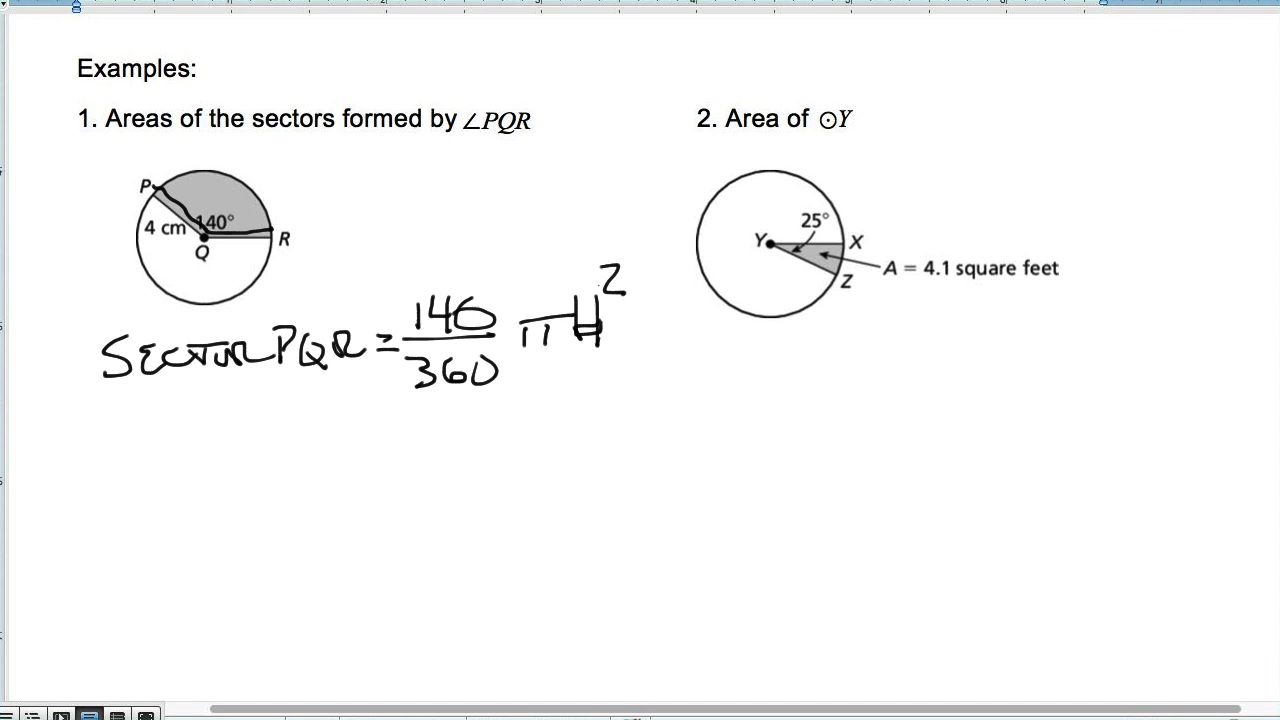 Examples:
1. Areas of the sectors formed by ∠PQR
2. Area of ⊙Y
P
140°
4 cm
Q
R
25°
Y
X
Z
A = 4.1 square feet
SECTOR PQR = 140/360 π4²